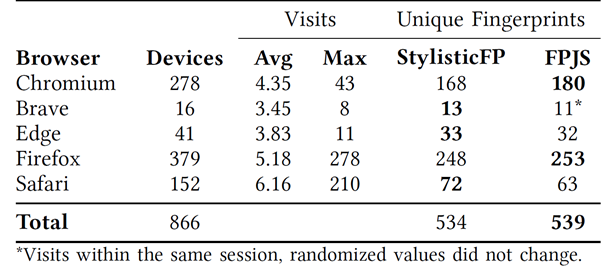 Visits Unique Fingerprints
Browser Devices Avg Max StylisticFP FPJS
Chromium 278 4.35 43 168 180
Brave 16 3.45 8 13 11*
Edge 41 3.83 11 33 32
Firefox 379 5.18 278 248 253
Safari 152 6.16 210 72 63
Total 866 534 539
*Visits within the same session, randomized values did not change.